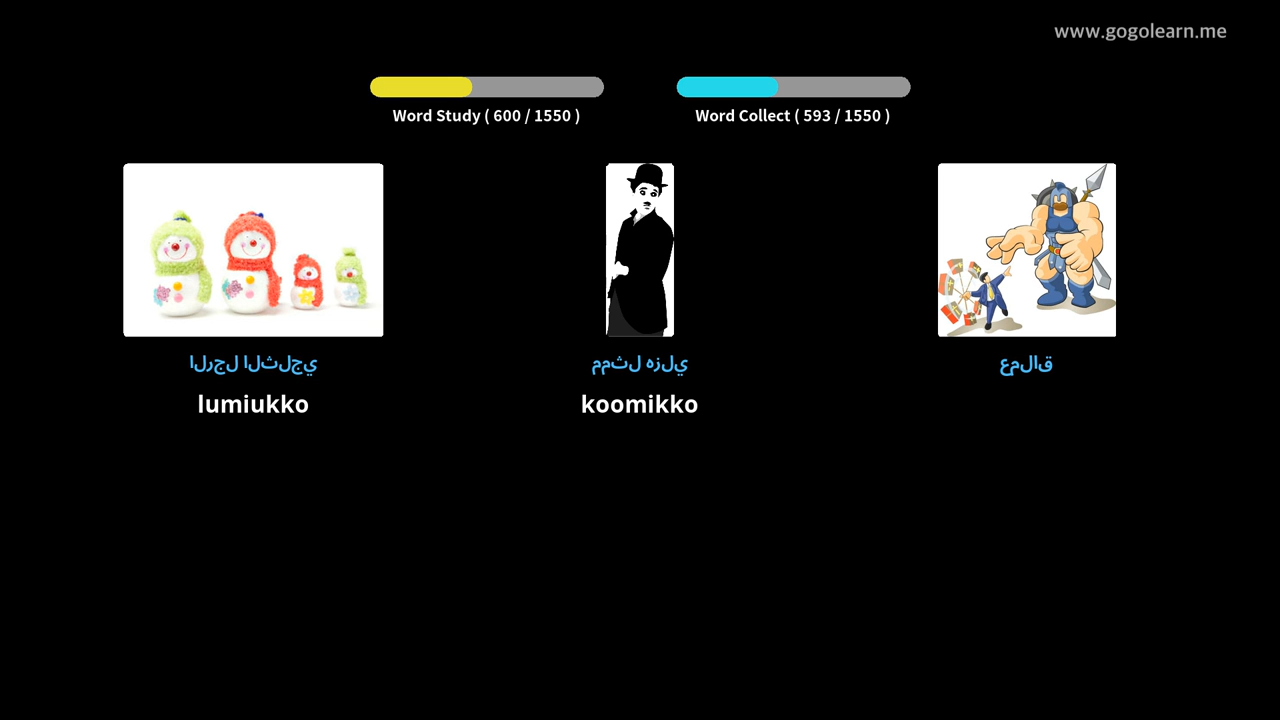 www.gogolearn.me
Word Study ( 600 / 1550 )
Word Collect ( 593 / 1550 )
الرجل الثلجي
ممثل هزلي
عملاق
lumiukko
koomikko